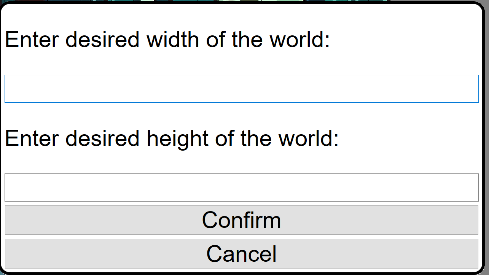 Enter desired width of the world:
Enter desired height of the world:
Confirm
Cancel